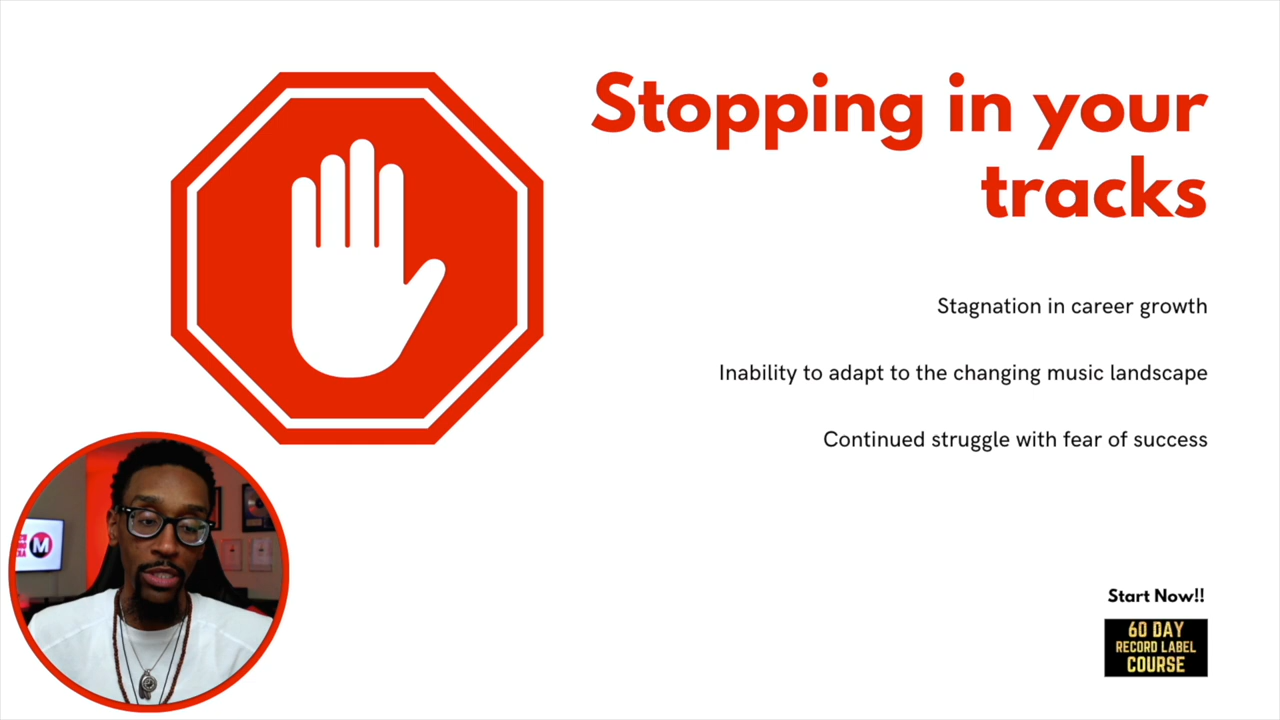 Stopping in your
tracks
Stagnation in career growth
Inability to adapt to the changing music landscape
Continued struggle with fear of success
M
Start Now!!
60 DAY
RECORD LABEL
COURSE